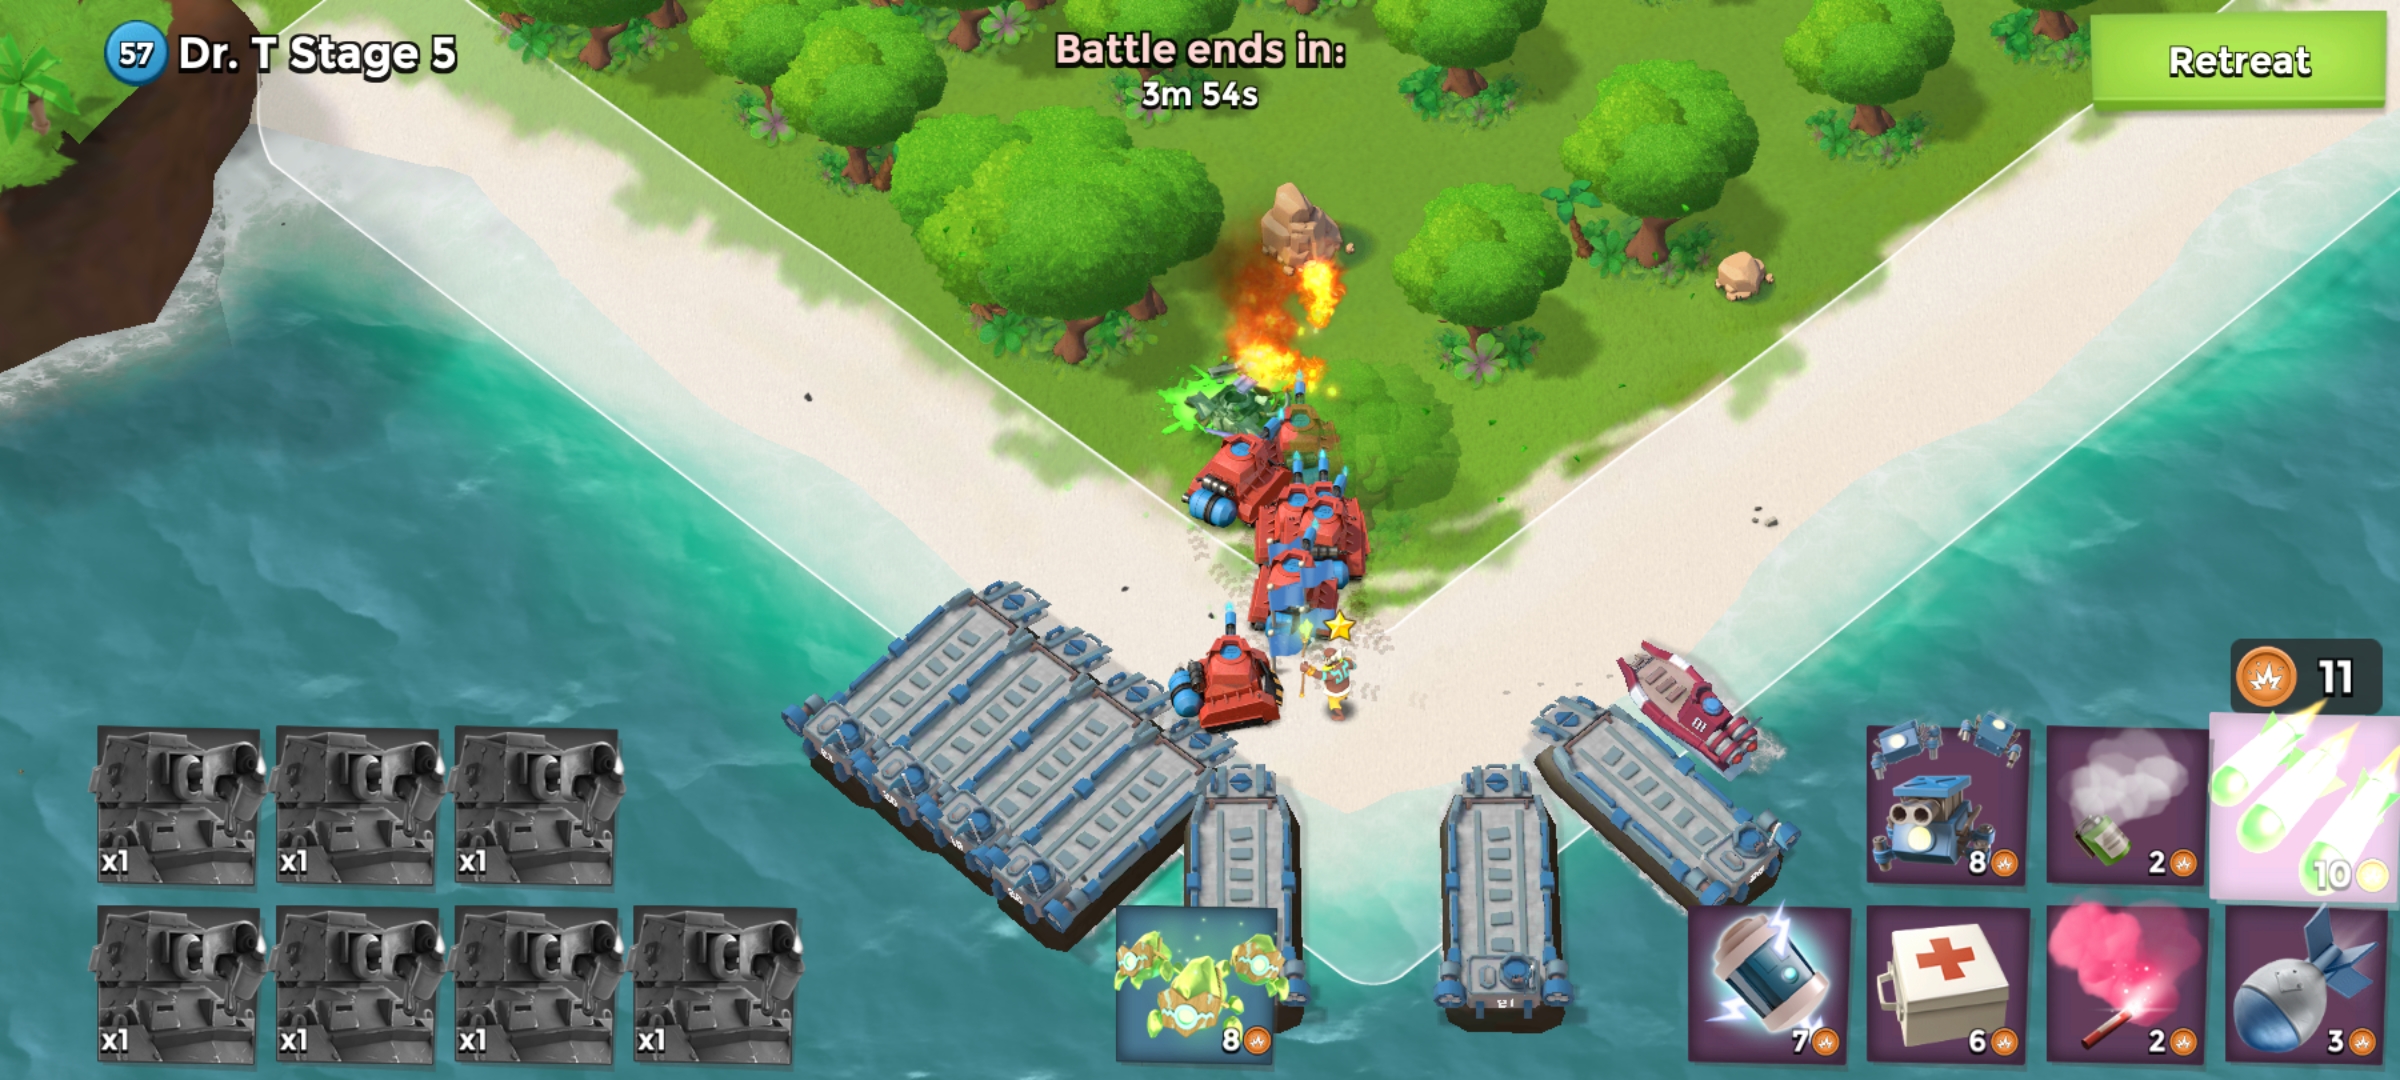 57 Dr. T Stage 5
Battle ends in:
3m 54s
Retreat
11
x1
x1
x1
8
2
10
x1
x1
x1
x1
8
7
6
2
3